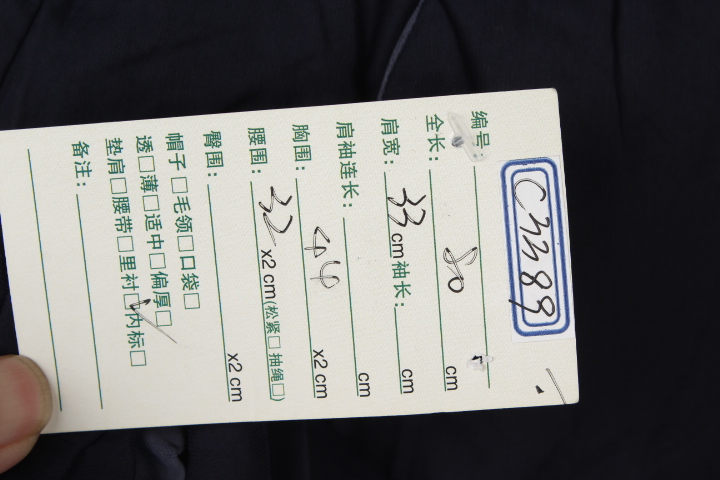 编号: C3389
全长: 80 cm
肩宽: 33 cm 袖长: cm
肩袖连长: cm
胸围: 44 x2 cm
腰围: 32 x2 cm (松紧□ 抽绳□)
臀围: x2 cm
帽子□ 毛领□ 口袋□
透□ 薄□ 适中□ 偏厚□
垫肩□ 腰带□ 里衬☑ 内标□
备注: